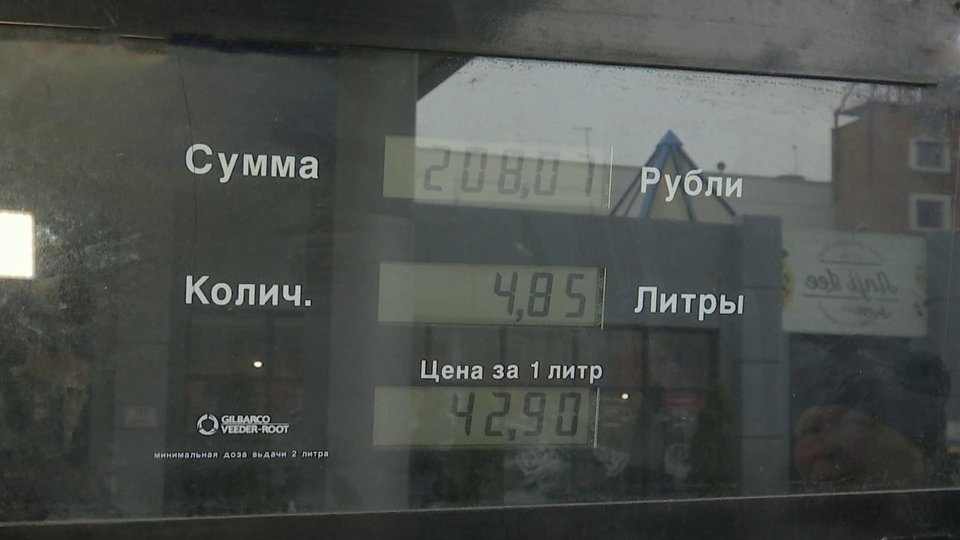 Сумма 208,07 Рубли
Колич. 4,85 Литры
Цена за 1 литр
42,90
GILBARCO
VEEDER-ROOT
минимальная доза выдачи 2 литра